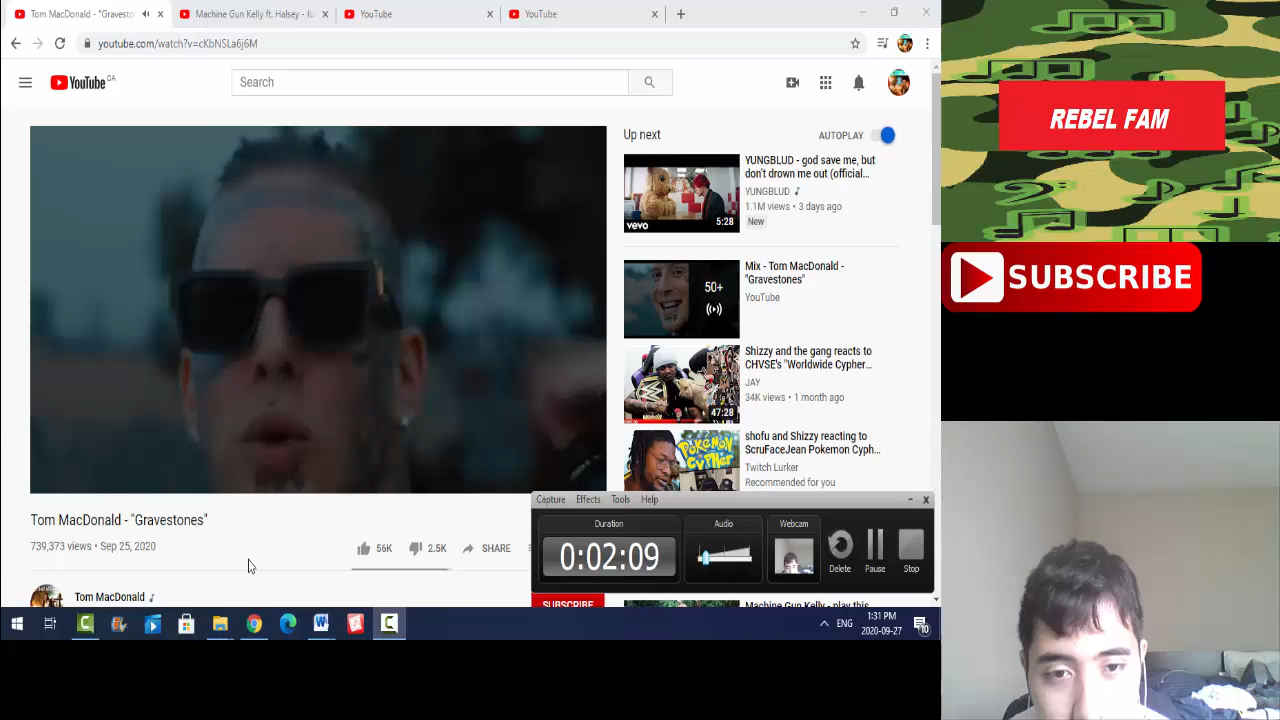 Tom MacDonald - "Gravesto
Machine Gun Kelly ft. Halsey - fo
YouTube
YouTube
youtube.com/watch?v=cKbNSLa6j6M
YouTube CA
Search
Up next
AUTOPLAY
YUNGBLUD - god save me, but
don't drown me out (official...
YUNGBLUD
1.1M views • 3 days ago
New
vevo
5:28
Mix - Tom MacDonald -
"Gravestones"
YouTube
50+
Shizzy and the gang reacts to
CHVSE's "Worldwide Cypher...
JAY
34K views • 1 month ago
47:28
shofu and Shizzy reacting to
ScruFaceJean Pokemon Cyph...
Twitch Lurker
Recommended for you
POKEMON
CYPHER
Tom MacDonald - "Gravestones"
739,373 views • Sep 25, 2020
56K
2.5K
SHARE
Tom MacDonald
SUBSCRIBE
Machine Gun Kelly - play this
Capture Effects Tools Help
Duration
0:02:09
Audio
Webcam
Delete
Pause
Stop
ENG
1:31 PM
2020-09-27
10
REBEL FAM
SUBSCRIBE